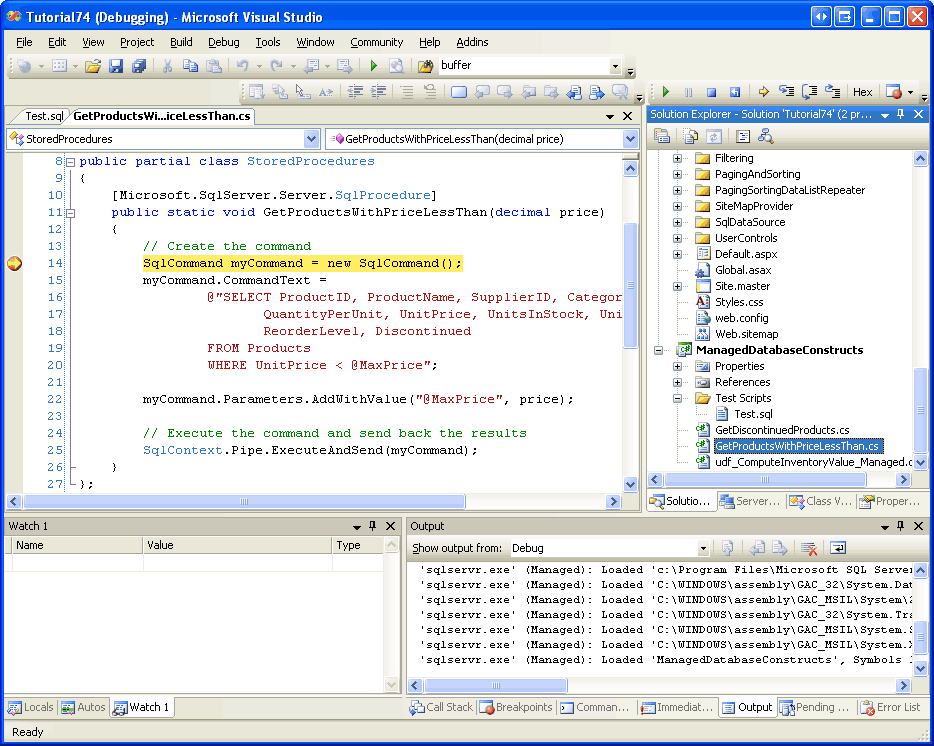 Tutorial74 (Debugging) - Microsoft Visual Studio
File Edit View Project Build Debug Tools Window Community Help Addins
buffer
Hex
Test.sql GetProductsWi...iceLessThan.cs
StoredProcedures GetProductsWithPriceLessThan(decimal price)
8 public partial class StoredProcedures
9 {
10 [Microsoft.SqlServer.Server.SqlProcedure]
11 public static void GetProductsWithPriceLessThan(decimal price)
12 {
13 // Create the command
14 SqlCommand myCommand = new SqlCommand();
15 myCommand.CommandText =
16 @"SELECT ProductID, ProductName, SupplierID, Categor
17 QuantityPerUnit, UnitPrice, UnitsInStock, Uni
18 ReorderLevel, Discontinued
19 FROM Products
20 WHERE UnitPrice < @MaxPrice";
21
22 myCommand.Parameters.AddWithValue("@MaxPrice", price);
23
24 // Execute the command and send back the results
25 SqlContext.Pipe.ExecuteAndSend(myCommand);
26 }
27 };
Solution Explorer - Solution 'Tutorial74' (2 pr...
Filtering
PagingAndSorting
PagingSortingDataListRepeater
SiteMapProvider
SqlDataSource
UserControls
Default.aspx
Global.asax
Site.master
Styles.css
web.config
Web.sitemap
ManagedDatabaseConstructs
Properties
References
Test Scripts
Test.sql
GetDiscontinuedProducts.cs
GetProductsWithPriceLessThan.cs
udf_ComputeInventoryValue_Managed.c
Solutio... Server... Class V... Proper...
Watch 1
Name Value Type
Locals Autos Watch 1
Output
Show output from: Debug
'sqlservr.exe' (Managed): Loaded 'c:\Program Files\Microsoft SQL Server
'sqlservr.exe' (Managed): Loaded 'C:\WINDOWS\assembly\GAC_32\System.Dat
'sqlservr.exe' (Managed): Loaded 'C:\WINDOWS\assembly\GAC_MSIL\System\2
'sqlservr.exe' (Managed): Loaded 'C:\WINDOWS\assembly\GAC_32\System.Tra
'sqlservr.exe' (Managed): Loaded 'C:\WINDOWS\assembly\GAC_MSIL\System.S
'sqlservr.exe' (Managed): Loaded 'C:\WINDOWS\assembly\GAC_MSIL\System.X
'sqlservr.exe' (Managed): Loaded 'ManagedDatabaseConstructs', Symbols
Call Stack Breakpoints Comman... Immediat... Output Pending ... Error List
Ready